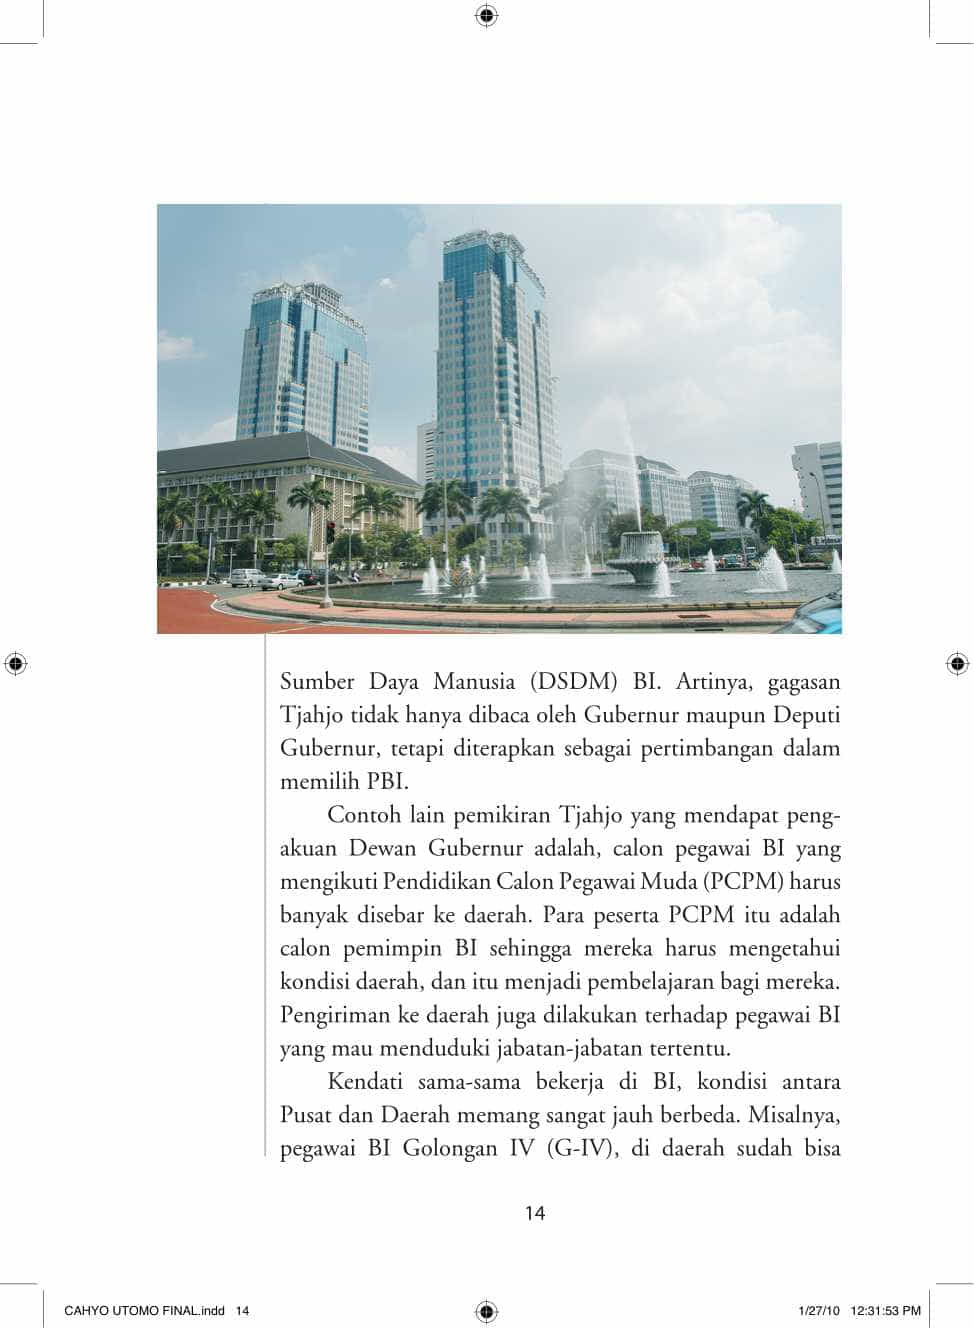 Sumber Daya Manusia (DSDM) BI. Artinya, gagasan
Tjahjo tidak hanya dibaca oleh Gubernur maupun Deputi
Gubernur, tetapi diterapkan sebagai pertimbangan dalam
memilih PBI.
Contoh lain pemikiran Tjahjo yang mendapat peng-
akuan Dewan Gubernur adalah, calon pegawai BI yang
mengikuti Pendidikan Calon Pegawai Muda (PCPM) harus
banyak disebar ke daerah. Para peserta PCPM itu adalah
calon pemimpin BI sehingga mereka harus mengetahui
kondisi daerah, dan itu menjadi pembelajaran bagi mereka.
Pengiriman ke daerah juga dilakukan terhadap pegawai BI
yang mau menduduki jabatan-jabatan tertentu.
Kendati sama-sama bekerja di BI, kondisi antara
Pusat dan Daerah memang sangat jauh berbeda. Misalnya,
pegawai BI Golongan IV (G-IV), di daerah sudah bisa
14
CAHYO UTOMO FINAL.indd 14
1/27/10 12:31:53 PM